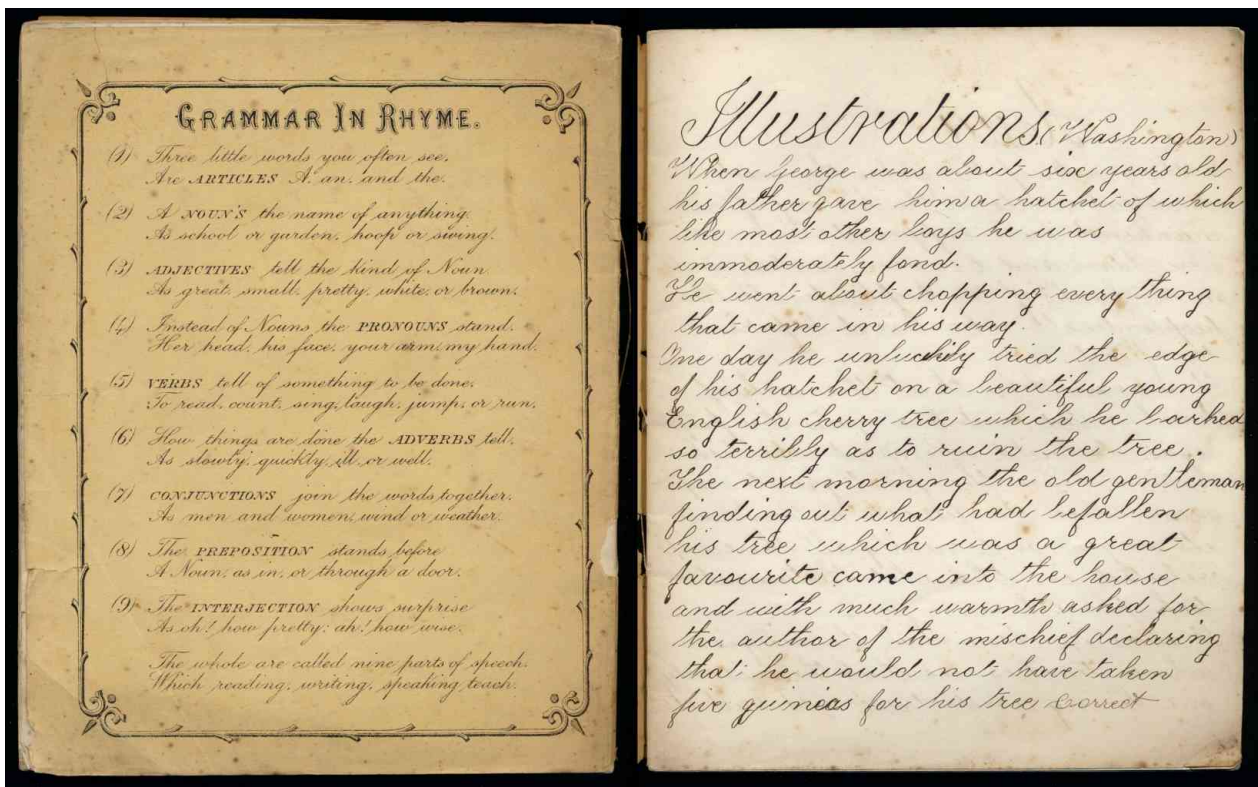 GRAMMAR IN RHYME.
(1) Three little words you often see.
Are ARTICLES A. an. and the.
(2) A NOUN'S the name of anything.
As school or garden. hoop or swing.
(3) ADJECTIVES tell the kind of Noun
As great. small. pretty. white. or brown.
(4) Instead of Nouns the PRONOUNS stand.
Her head. his face. your arm. my hand.
(5) VERBS tell of something to be done.
To read. count. sing. laugh. jump. or run.
(6) How things are done the ADVERBS tell.
As slowly. quickly. ill. or well.
(7) CONJUNCTIONS join the words together.
As men and women. wind or weather.
(8) The PREPOSITION stands before
A Noun. as in. or through a door.
(9) The INTERJECTION shows surprise
As oh! how pretty; ah! how wise.
The whole are called nine parts of speech.
Which reading. writing. speaking teach.
Illustrations (Washington)
When George was about six years old
his father gave him a hatchet of which
like most other boys he was
immoderately fond.
He went about chopping every thing
that came in his way.
One day he unluckily tried the edge
of his hatchet on a beautiful young
English cherry tree which he barked
so terribly as to ruin the tree.
The next morning the old gentleman
finding out what had befallen
his tree which was a great
favourite came into the house
and with much warmth asked for
the author of the mischief declaring
that he would not have taken
five guineas for his tree Correct